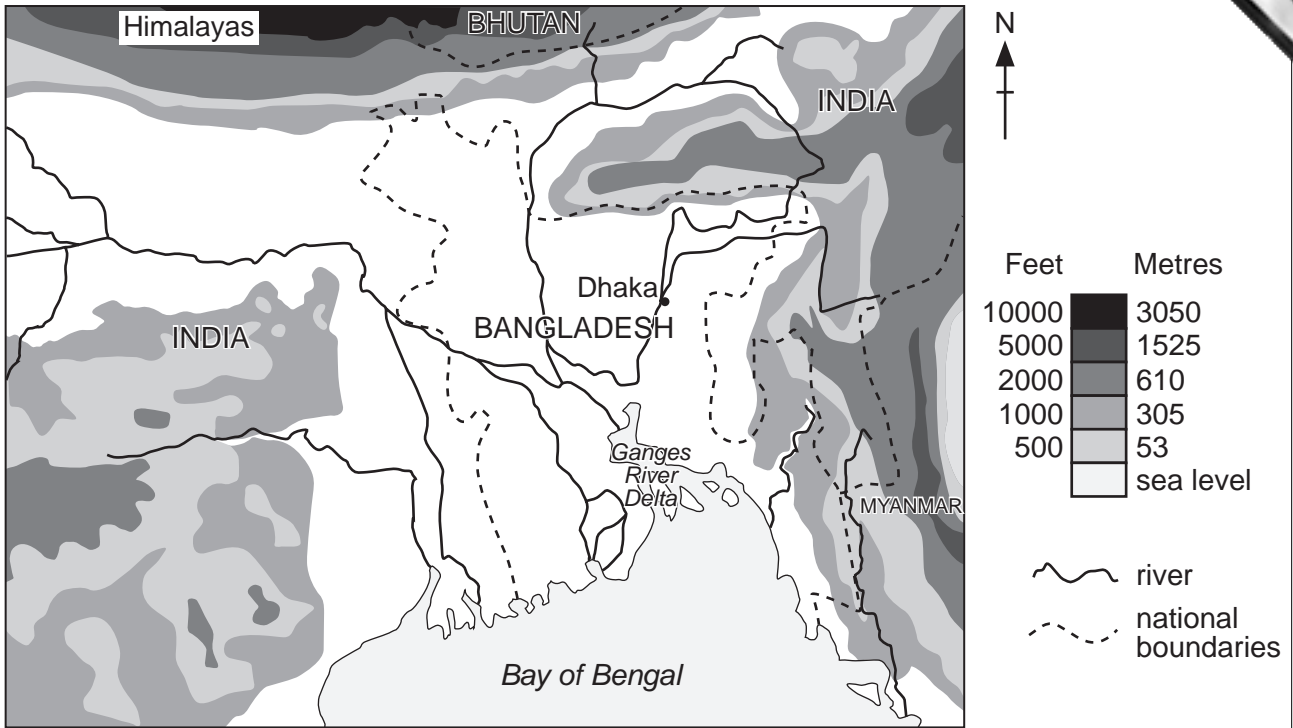 Himalayas
BHUTAN
INDIA
N
Dhaka
BANGLADESH
INDIA
Ganges
River
Delta
MYANMAR
Bay of Bengal
Feet Metres
10000 3050
5000 1525
2000 610
1000 305
500 53
sea level
river
national
boundaries